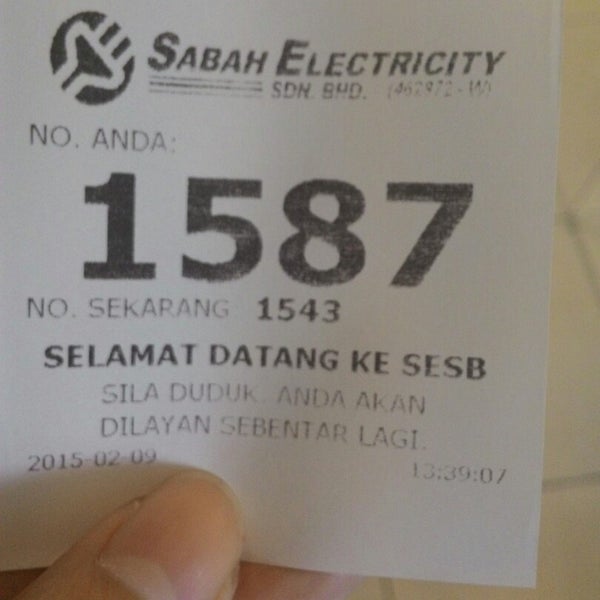 SABAH ELECTRICITY
SDN. BHD. (462972-W)
NO. ANDA:
1587
NO. SEKARANG 1543
SELAMAT DATANG KE SESB
SILA DUDUK. ANDA AKAN
DILAYAN SEBENTAR LAGI.
2015-02-09 13:39:07